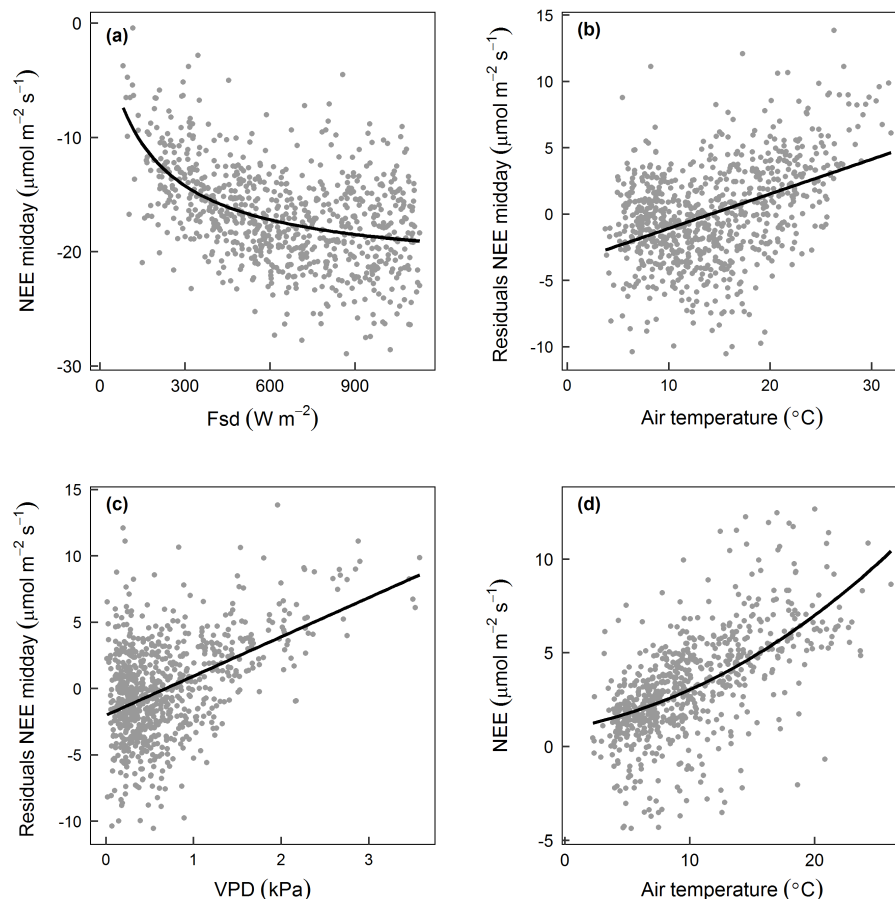 (a)
NEE midday (μmol m⁻² s⁻¹)
0
-10
-20
-30
0 300 600 900
Fsd (W m⁻²)
(b)
Residuals NEE midday (μmol m⁻² s⁻¹)
15
10
5
0
-5
-10
0 10 20 30
Air temperature (°C)
(c)
Residuals NEE midday (μmol m⁻² s⁻¹)
15
10
5
0
-5
-10
0 1 2 3
VPD (kPa)
(d)
NEE (μmol m⁻² s⁻¹)
10
5
0
-5
0 10 20
Air temperature (°C)